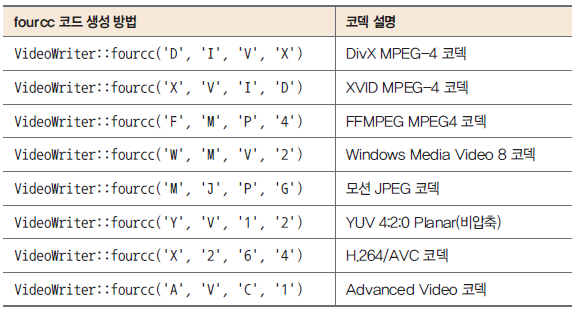 fourcc 코드 생성 방법 코덱 설명
VideoWriter::fourcc('D', 'I', 'V', 'X') DivX MPEG-4 코덱
VideoWriter::fourcc('X', 'V', 'I', 'D') XVID MPEG-4 코덱
VideoWriter::fourcc('F', 'M', 'P', '4') FFMPEG MPEG4 코덱
VideoWriter::fourcc('W', 'M', 'V', '2') Windows Media Video 8 코덱
VideoWriter::fourcc('M', 'J', 'P', 'G') 모션 JPEG 코덱
VideoWriter::fourcc('Y', 'V', '1', '2') YUV 4:2:0 Planar(비압축)
VideoWriter::fourcc('X', '2', '6', '4') H.264/AVC 코덱
VideoWriter::fourcc('A', 'V', 'C', '1') Advanced Video 코덱